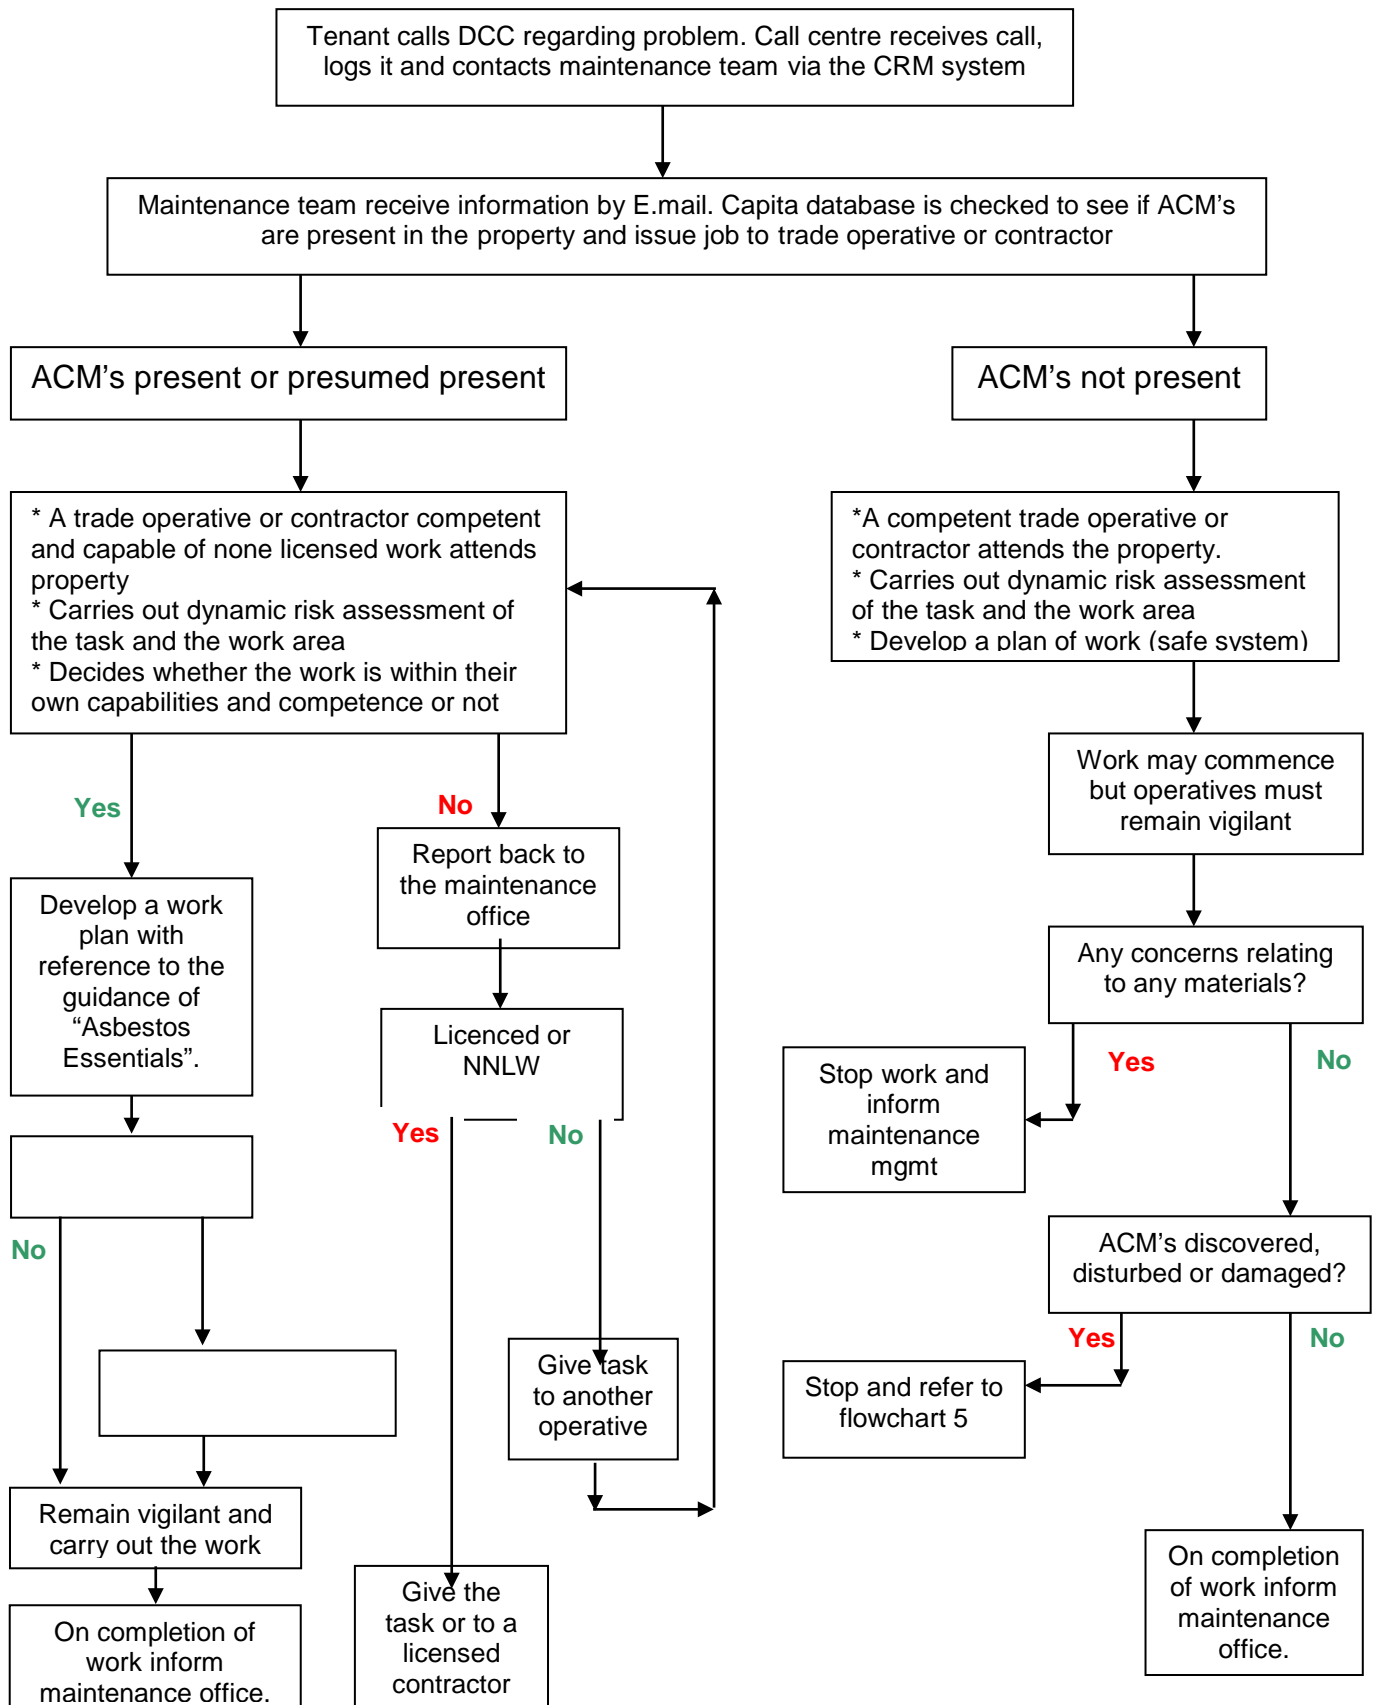 Tenant calls DCC regarding problem. Call centre receives call,
logs it and contacts maintenance team via the CRM system
Maintenance team receive information by E.mail. Capita database is checked to see if ACM’s
are present in the property and issue job to trade operative or contractor
ACM’s present or presumed present
ACM’s not present
* A trade operative or contractor competent
and capable of none licensed work attends
property
* Carries out dynamic risk assessment of
the task and the work area
* Decides whether the work is within their
own capabilities and competence or not
*A competent trade operative or
contractor attends the property.
* Carries out dynamic risk assessment
of the task and the work area
* Develop a plan of work (safe system)
Work may commence
but operatives must
remain vigilant
Yes
No
Report back to
the maintenance
office
Develop a work
plan with
reference to the
guidance of
“Asbestos
Essentials”.
Any concerns relating
to any materials?
Licenced or
NNLW
Yes
No
Stop work and
inform
maintenance
mgmt
Yes
No
No
ACM’s discovered,
disturbed or damaged?
Yes
No
Give task
to another
operative
Stop and refer to
flowchart 5
Remain vigilant and
carry out the work
On completion
of work inform
maintenance
office.
Give the
task or to a
licensed
contractor
On completion of
work inform
maintenance office.